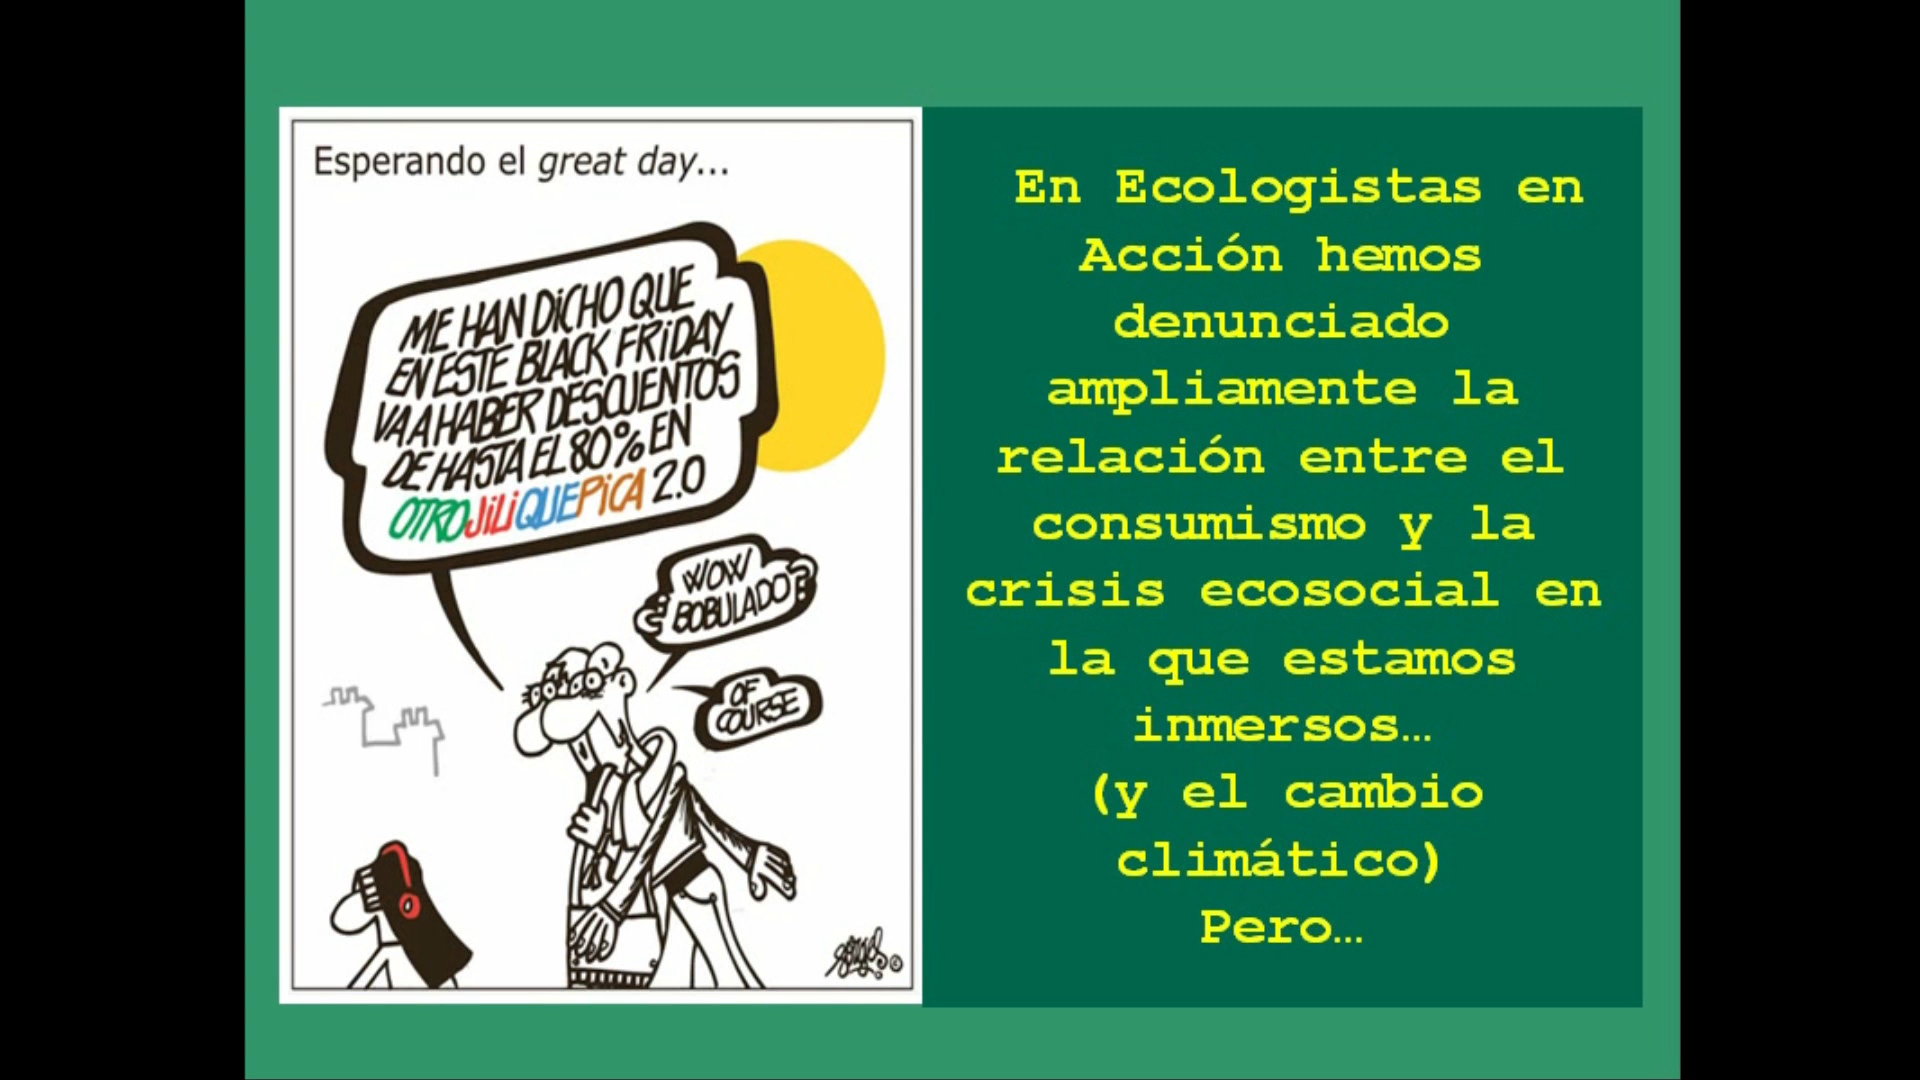 Esperando el great day...
ME HAN DICHO QUE
EN ESTE BLACK FRIDAY
VA A HABER DESCUENTOS
DE HASTA EL 80% EN
OTROJILIQUEPICA 2.0
WOW
BOBULADO?
OF
COURSE
Forges. ©
En Ecologistas en
Acción hemos
denunciado
ampliamente la
relación entre el
consumismo y la
crisis ecosocial en
la que estamos
inmersos…
(y el cambio
climático)
Pero…